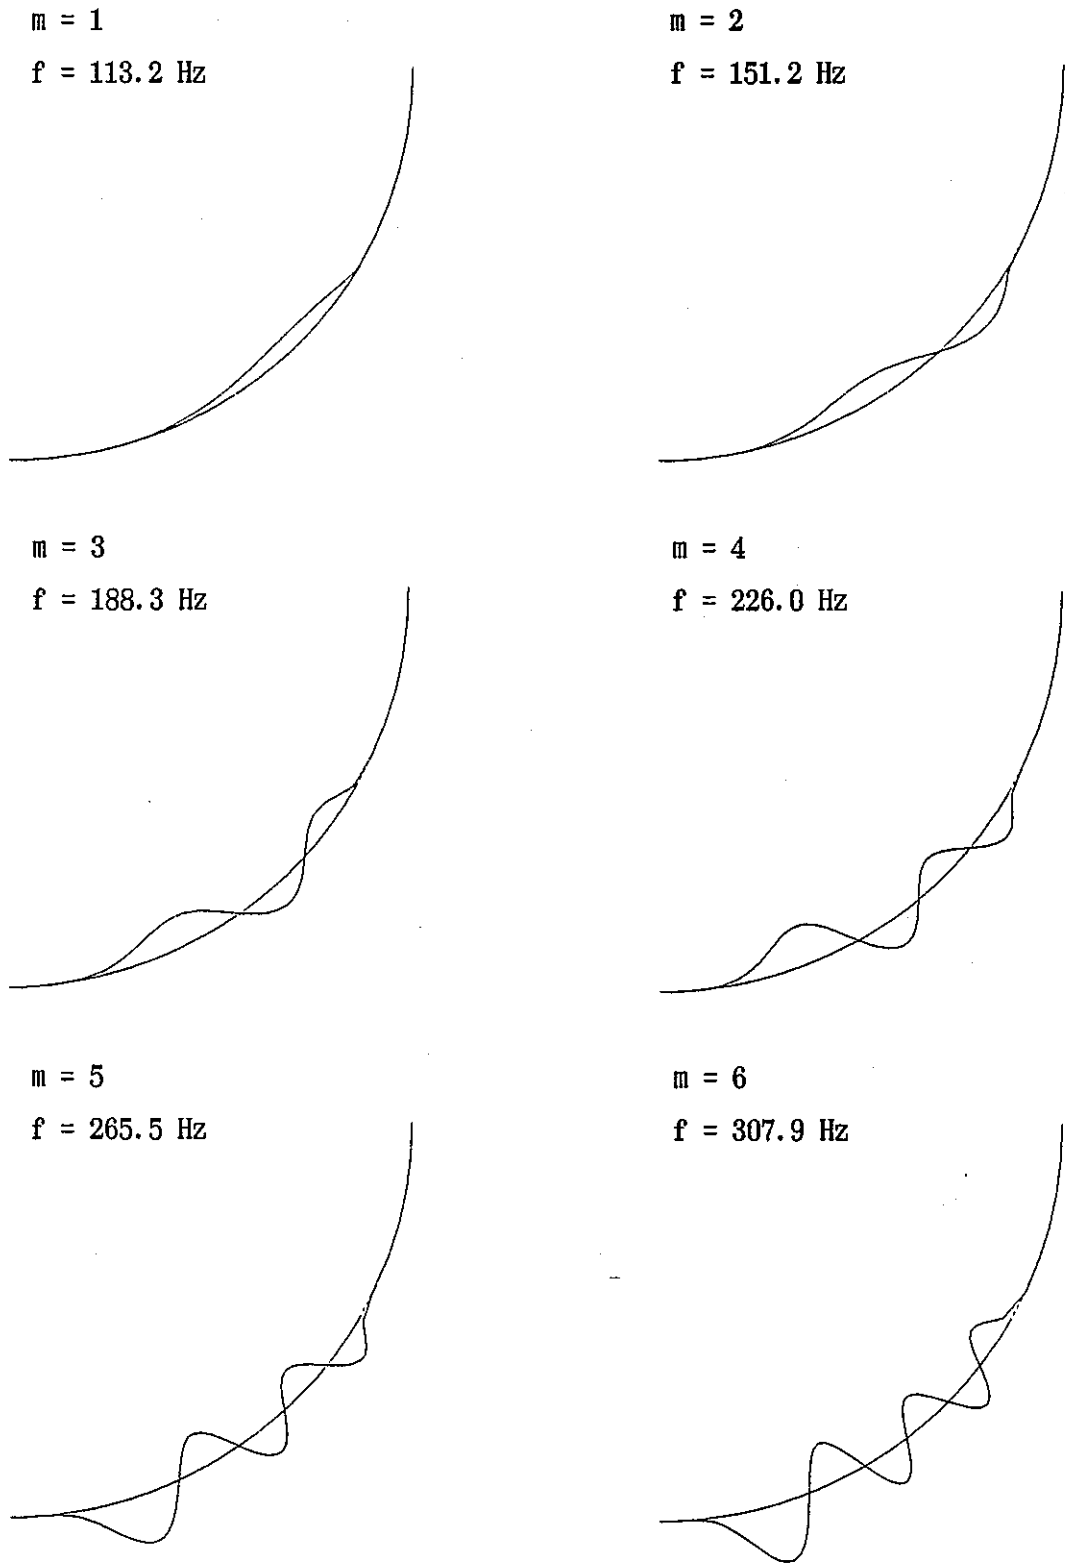 m = 1
f = 113.2 Hz
m = 2
f = 151.2 Hz
m = 3
f = 188.3 Hz
m = 4
f = 226.0 Hz
m = 5
f = 265.5 Hz
m = 6
f = 307.9 Hz